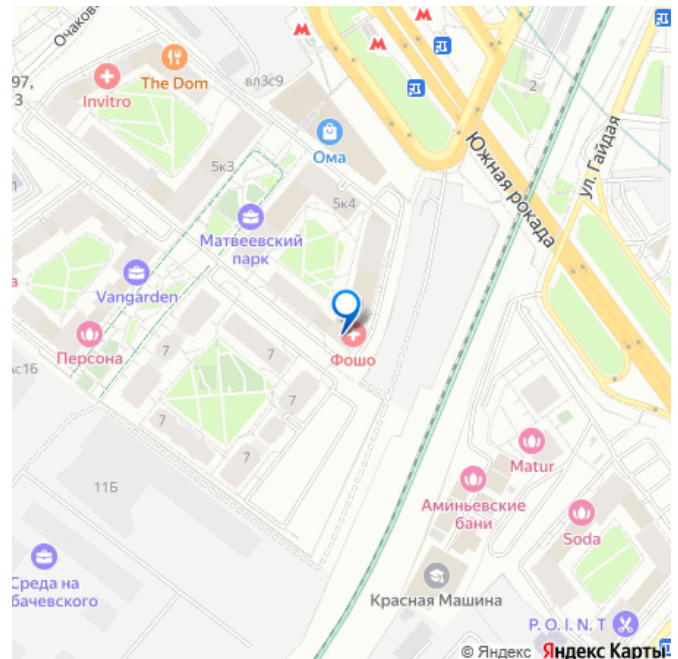 Очаков
97,
3
Invitro
The Dom
вл3с9
2
Южная рокада
ул. Гайдая
Ома
5к3
5к4
1
Матвеевский
парк
Vangarden
а
Персона
с16
7
7
7
7
7
Фошо
11Б
Matur
Аминьевские
бани
Soda
Среда на
бачевского
Красная Машина
P. O. I. N. T
© Яндекс Яндекс Карты